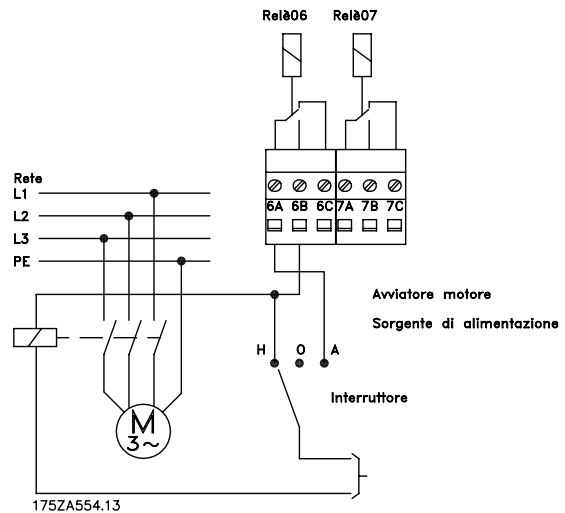 Relè06 Relè07
Rete
L1
L2
L3
PE
6A 6B 6C 7A 7B 7C
Avviatore motore
Sorgente di alimentazione
H O A
Interruttore
M
3~
175ZA554.13